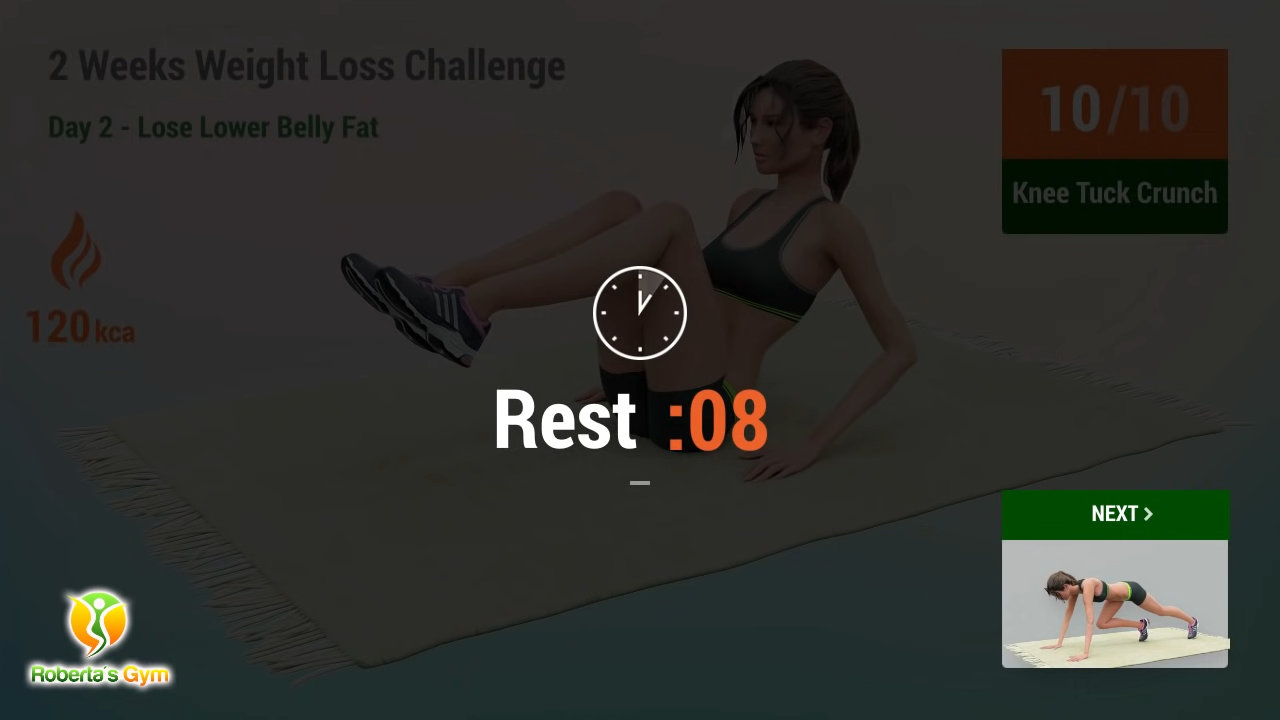 2 Weeks Weight Loss Challenge
Day 2 - Lose Lower Belly Fat
10/10
Knee Tuck Crunch
120 kca
Rest :08
NEXT >
Roberta´s Gym